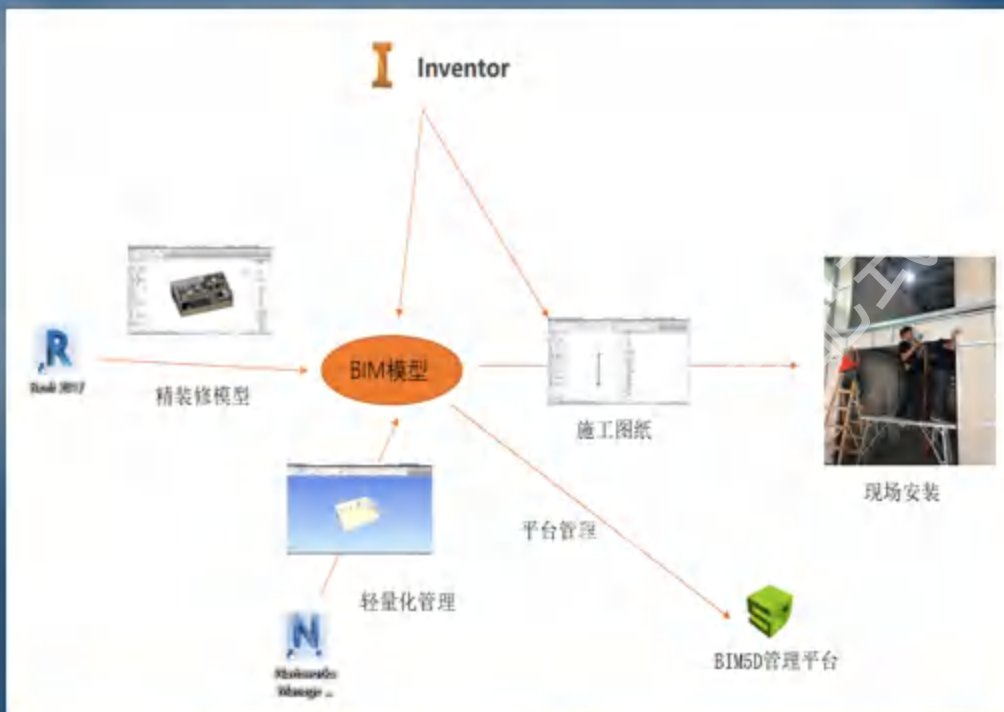 Inventor
精装修模型
BIM模型
施工图纸
现场安装
平台管理
轻量化管理
BIM5D管理平台